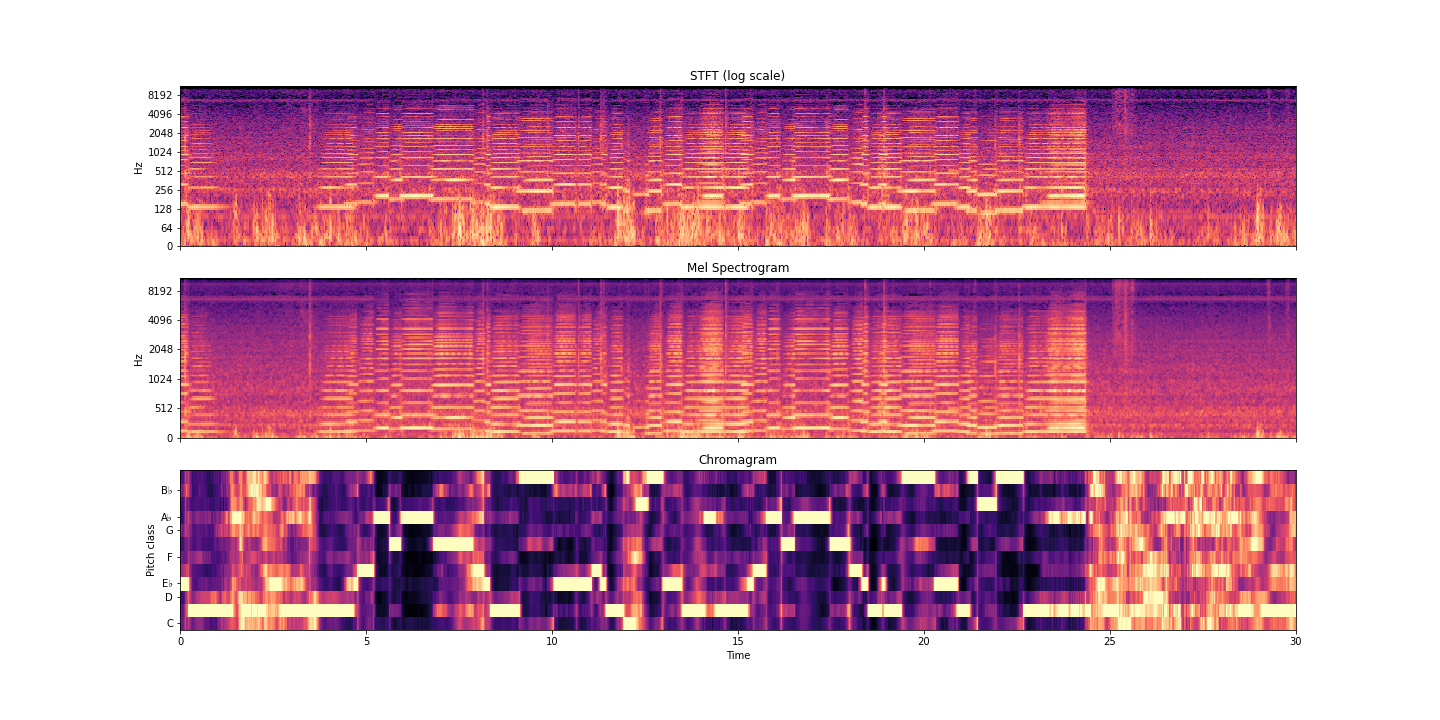 STFT (log scale)
8192
4096
2048
1024
512
256
128
64
0
Hz
Mel Spectrogram
8192
4096
2048
1024
512
0
Hz
Chromagram
B♭
A♭
G
F
E♭
D
C
Pitch class
0 5 10 15 20 25 30
Time